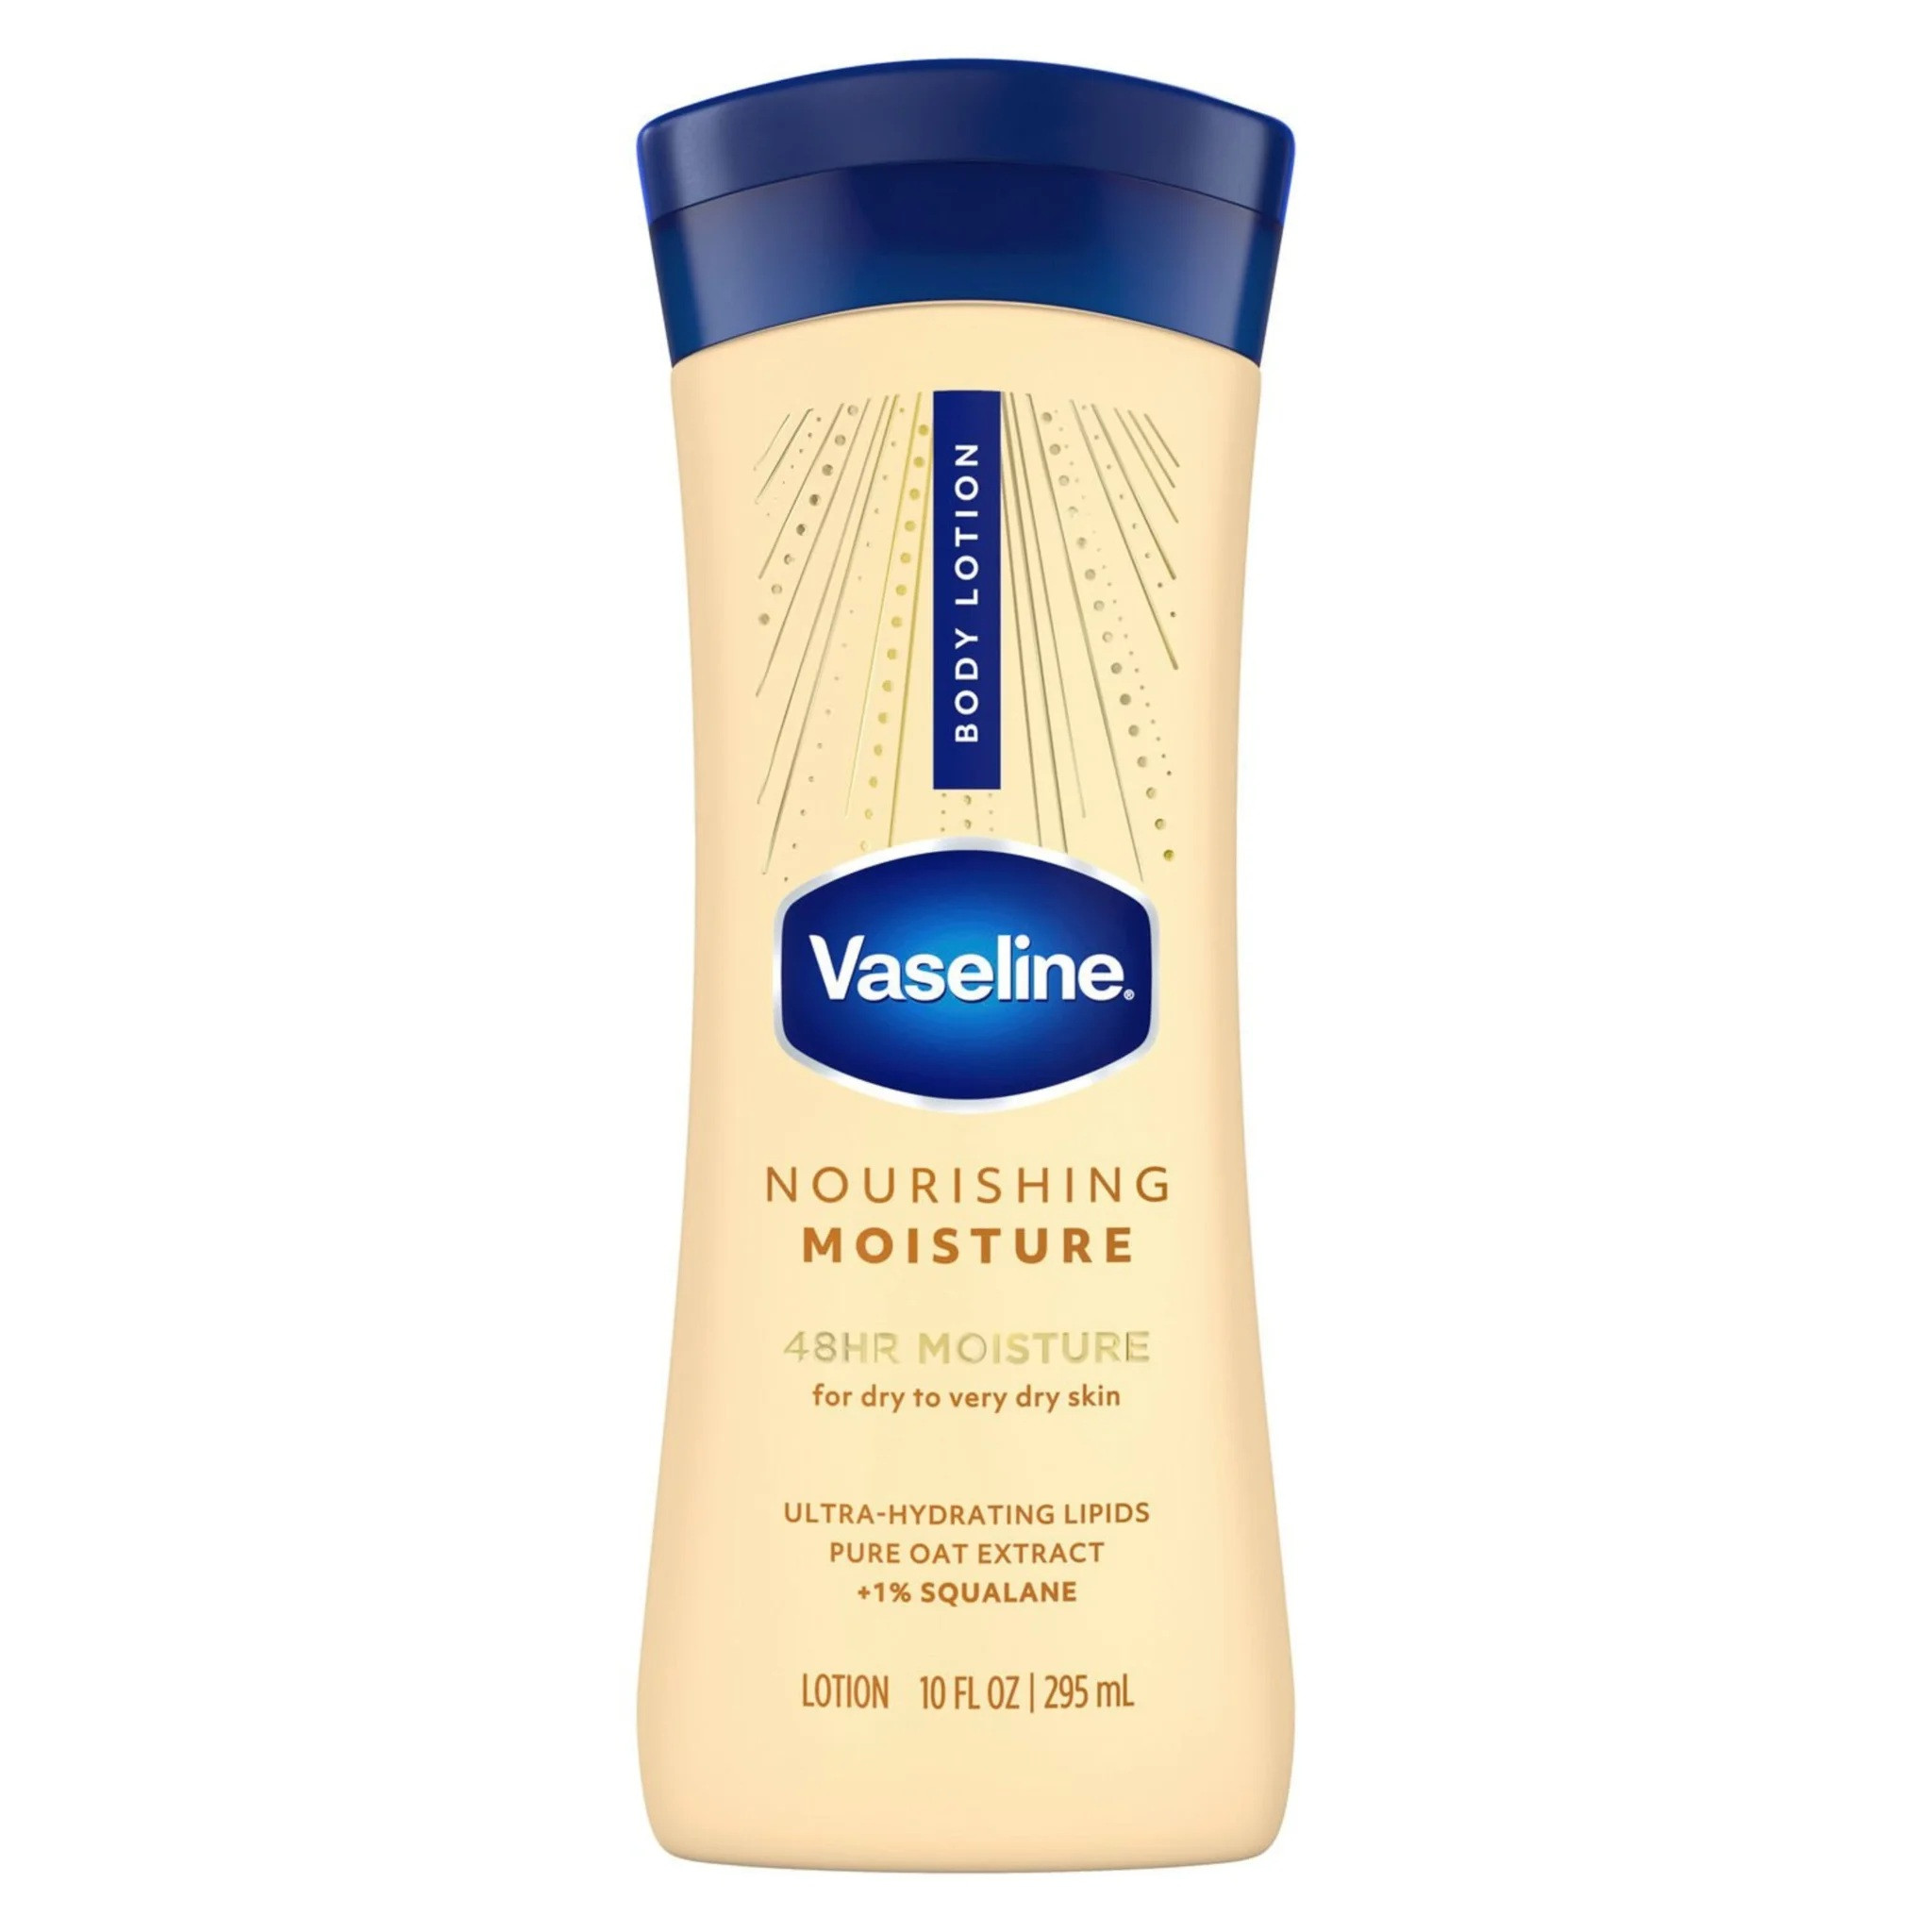 BODY LOTION
Vaseline®
NOURISHING
MOISTURE
48HR MOISTURE
for dry to very dry skin
ULTRA-HYDRATING LIPIDS
PURE OAT EXTRACT
+1% SQUALANE
LOTION 10 FL OZ | 295 mL